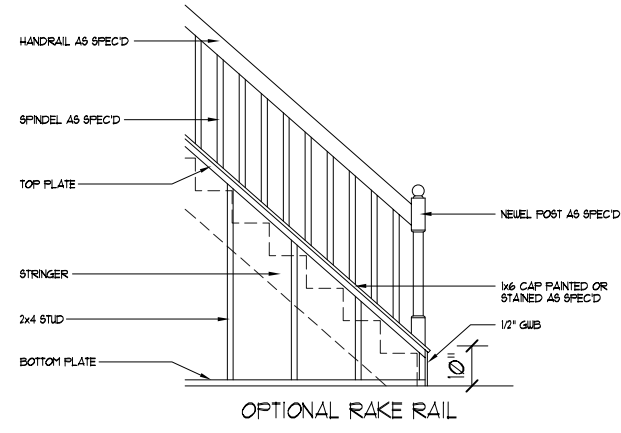 HANDRAIL AS SPEC'D
SPINDEL AS SPEC'D
TOP PLATE
NEWEL POST AS SPEC'D
STRINGER
1x6 CAP PAINTED OR
STAINED AS SPEC'D
2x4 STUD
1/2" GWB
BOTTOM PLATE
10"
OPTIONAL RAKE RAIL